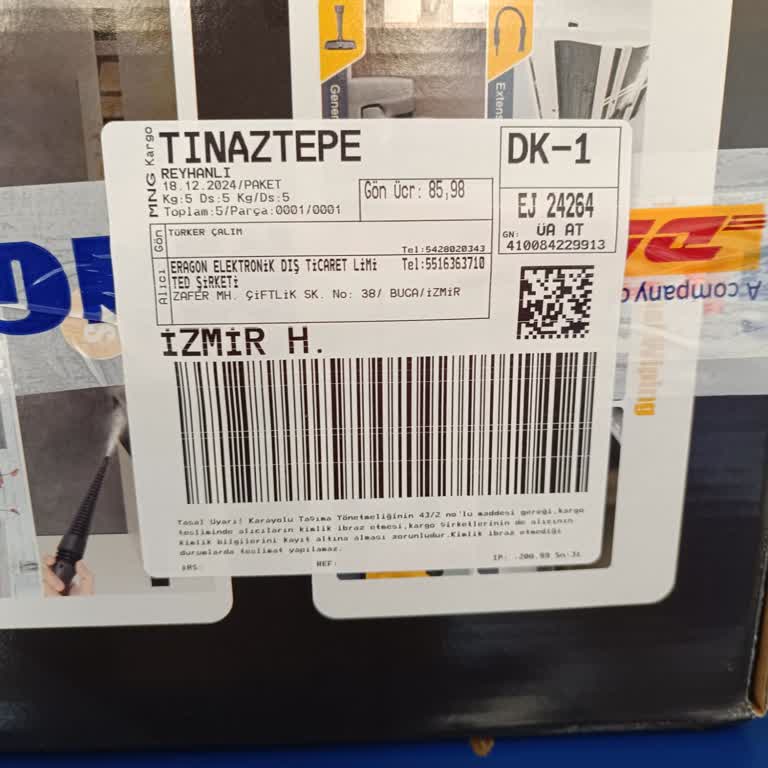 Gener
Extens
MNG Kargo
TINAZTEPE
REYHANLI
18.12.2024/PAKET
Kg:5 Ds:5 Kg/Ds:5
Toplam:5/Parça:0001/0001
Gön Ücr: 85,98
DK-1
EJ 24264
ÜA AT
GN: 410084229913
Gön
TÜRKER ÇALIM
Tel:5428020343
Alıcı
ERAGON ELEKTRONİK DIŞ TİCARET LİMİ Tel:5516363710
TED ŞİRKETİ
ZAFER MH. ÇİFTLİK SK. No: 38/ BUCA/İZMİR
İZMİR H.
Yasal Uyarı! Karayolu Taşıma Yönetmeliğinin 43/2 no'lu maddesi gereği,kargo
tesliminde alıcıların kimlik ibraz etmesi,kargo şirketlerinin de alıcının
kimlik bilgilerini kayıt altına alması zorunludur.Kimlik ibraz etmediği
durumlarda teslimat yapılamaz.
IRS:
REF:
A company